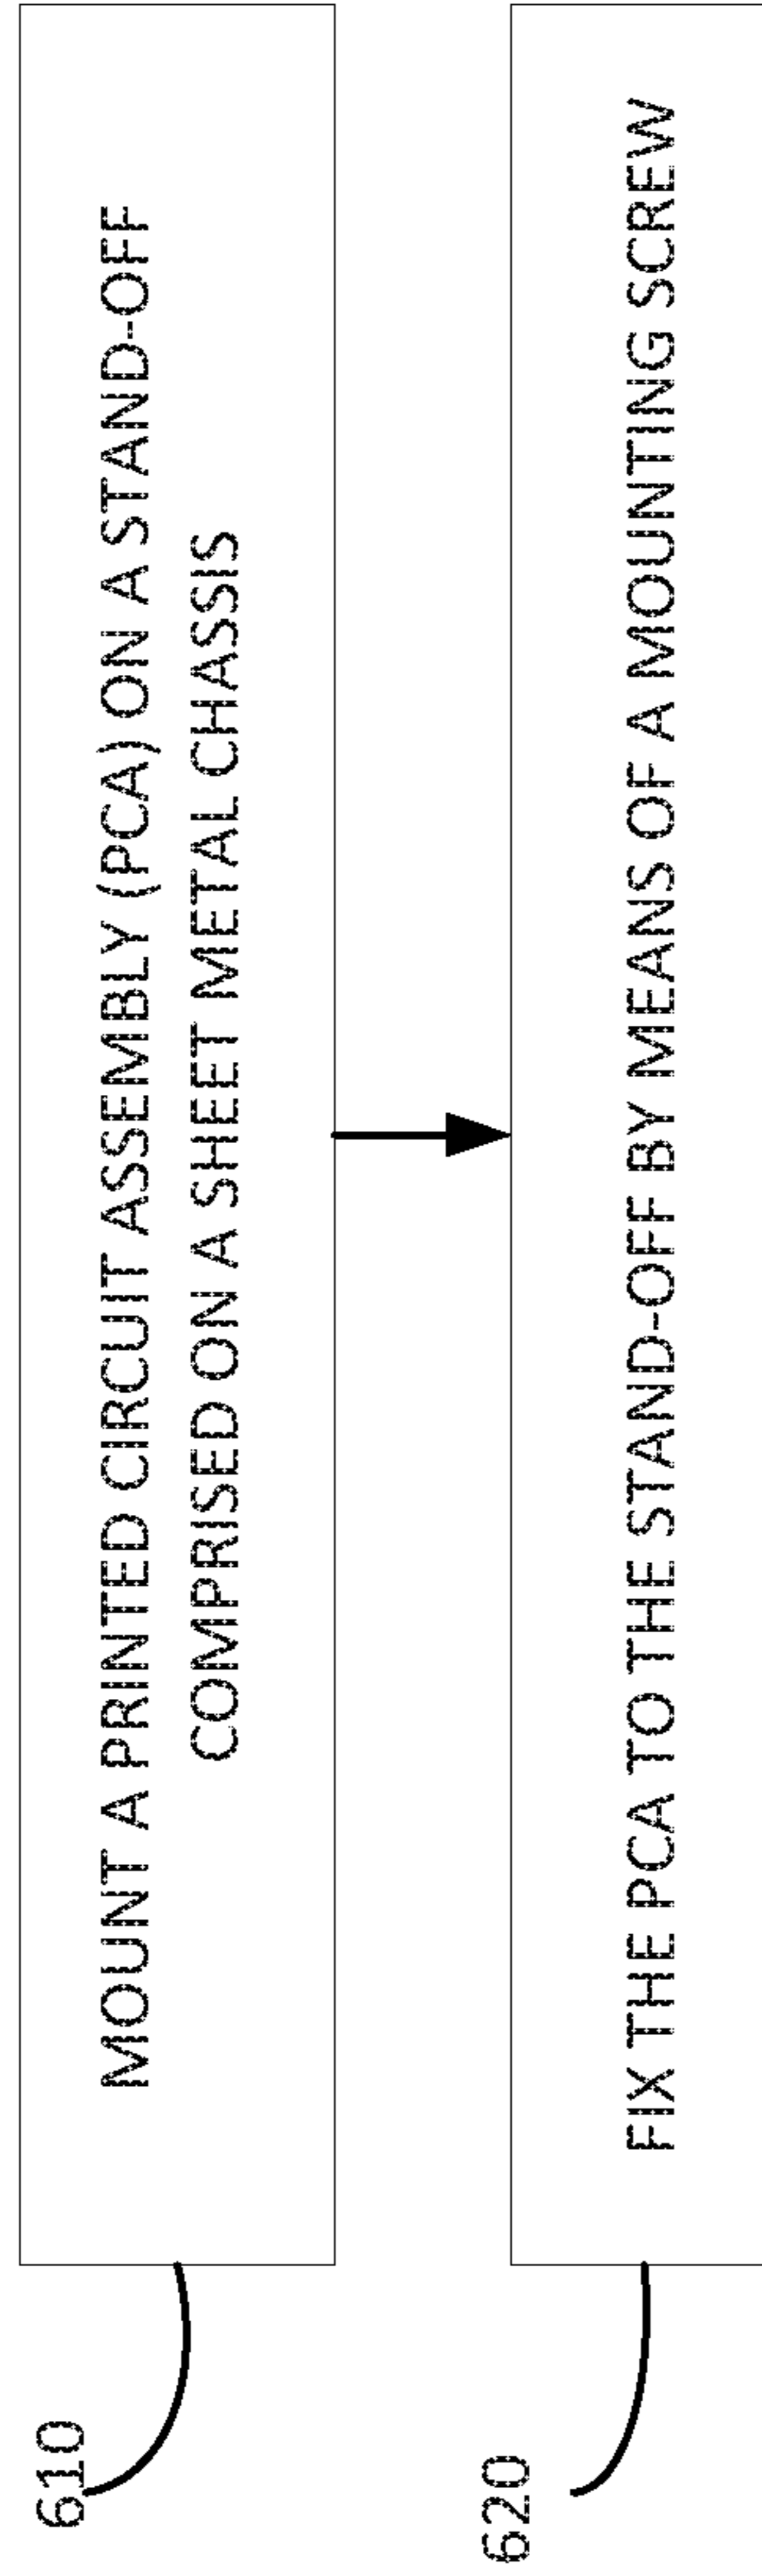 610
MOUNT A PRINTED CIRCUIT ASSEMBLY (PCA) ON A STAND-OFF
COMPRISED ON A SHEET METAL CHASSIS
620
FIX THE PCA TO THE STAND-OFF BY MEANS OF A MOUNTING SCREW